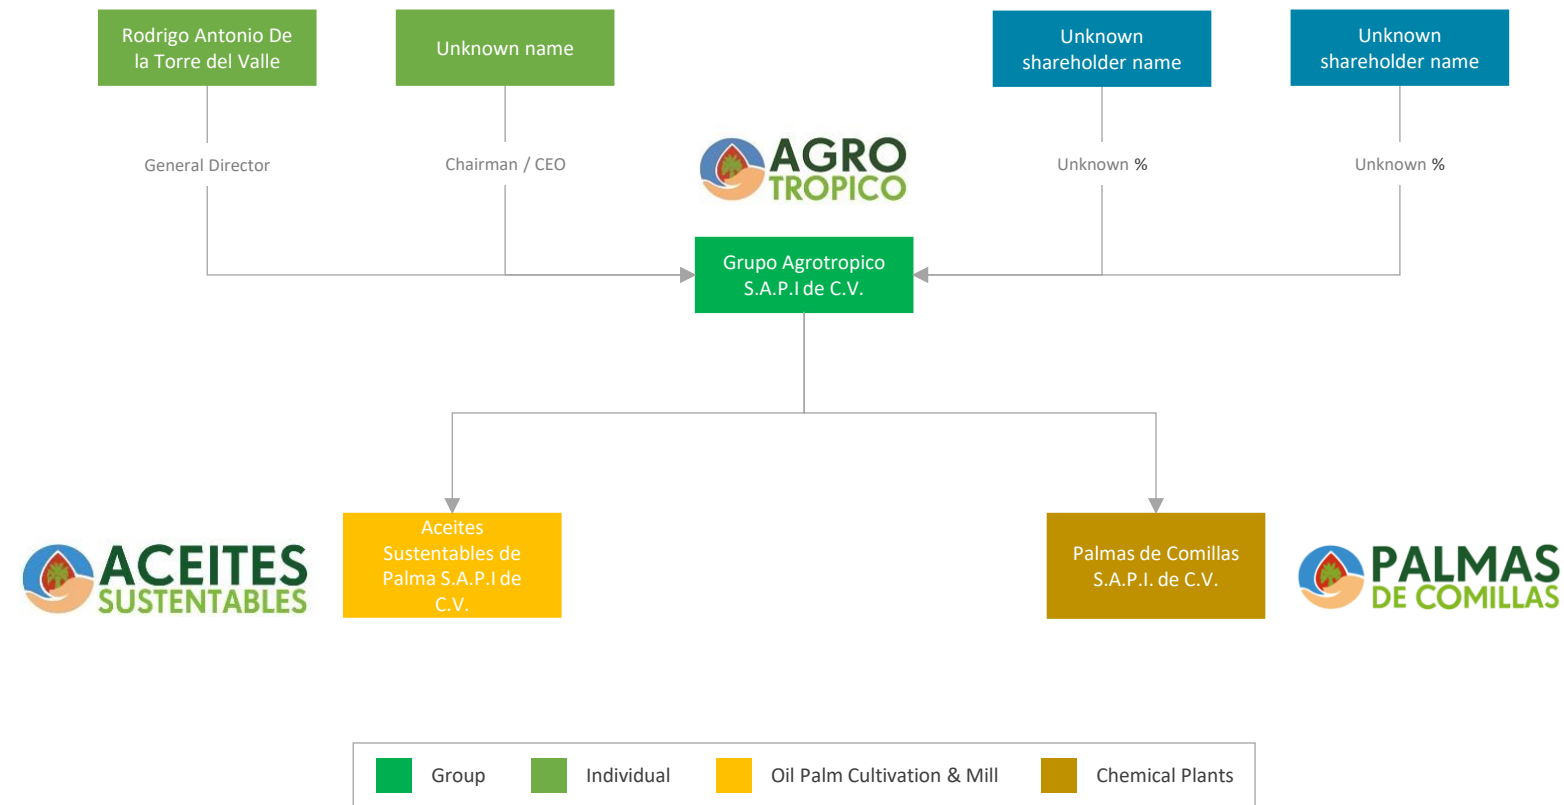 Rodrigo Antonio De
la Torre del Valle
Unknown name
Unknown
shareholder name
Unknown
shareholder name
General Director
Chairman / CEO
AGRO
TROPICO
Unknown %
Unknown %
Grupo Agrotropico
S.A.P.I de C.V.
ACEITES
SUSTENTABLES
Aceites
Sustentables de
Palma S.A.P.I de
C.V.
Palmas de Comillas
S.A.P.I. de C.V.
PALMAS
DE COMILLAS
Group
Individual
Oil Palm Cultivation & Mill
Chemical Plants